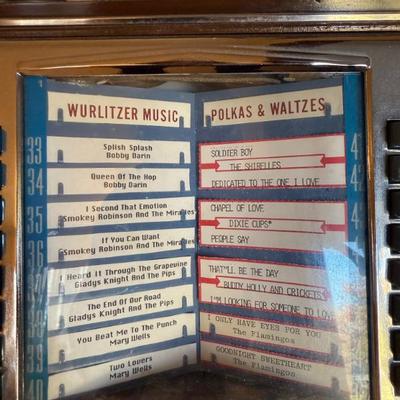 WURLITZER MUSIC
33
Splish Splash
Bobby Darin
34
Queen Of The Hop
Bobby Darin
35
I Second That Emotion
Smokey Robinson And The Miracles
36
If You Can Want
Smokey Robinson And The Miracles
I Heard It Through The Grapevine
Gladys Knight And The Pips
The End Of Our Road
Gladys Knight And The Pips
You Beat Me To The Punch
Mary Wells
39
Two Lovers
Mary Wells
40
POLKAS & WALTZES
SOLDIER BOY
THE SHIRELLES
DEDICATED TO THE ONE I LOVE
CHAPEL OF LOVE
DIXIE CUPS*
PEOPLE SAY
THAT'LL BE THE DAY
BUDDY HOLLY AND CRICKETS
I'M LOOKING FOR SOMEONE TO LOVE
I ONLY HAVE EYES FOR YOU
The Flamingos
GOODNIGHT SWEETHEART
The Flamingos